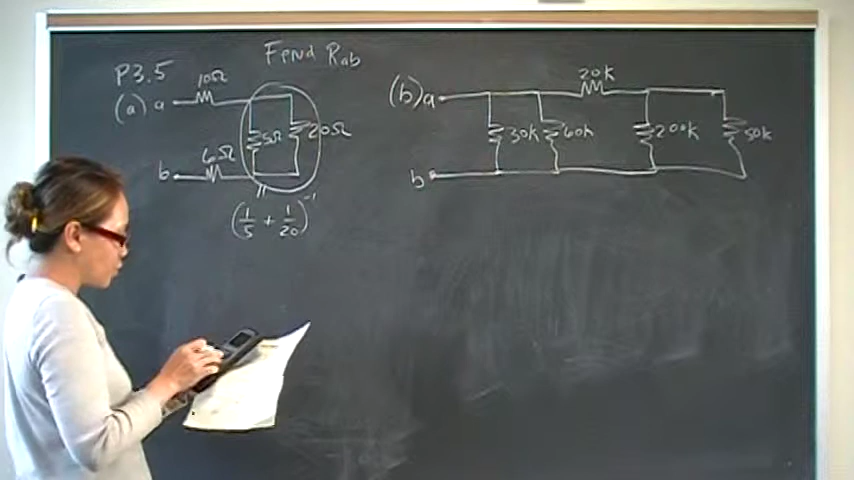 Find Rab
P3.5
(a) a
10Ω
5Ω
20Ω
b
6Ω
(1/5 + 1/20)^-1
(b) a
20k
30k
60k
200k
50k
b